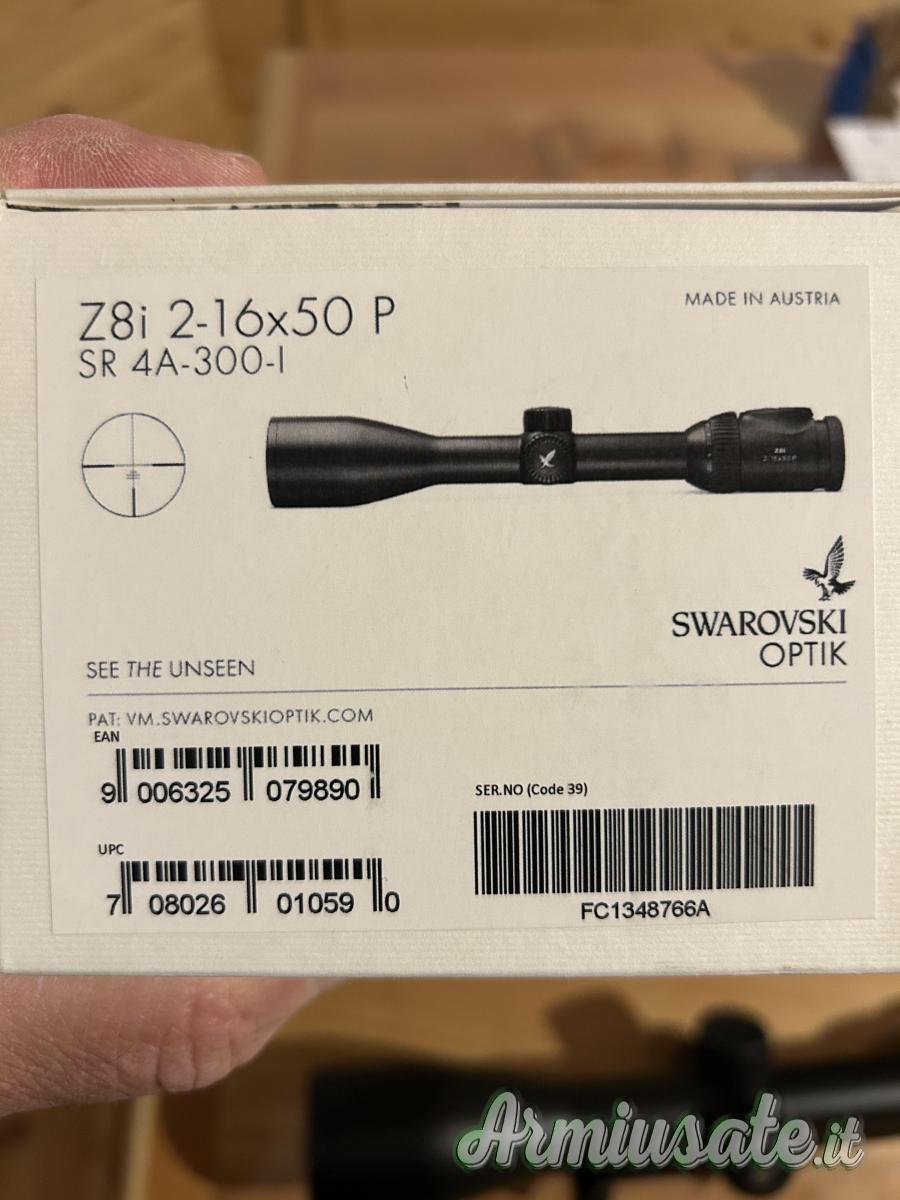 Z8i 2-16x50 P
SR 4A-300-I
MADE IN AUSTRIA
Z8i
2-16x50 P
SWAROVSKI
OPTIK
SEE THE UNSEEN
PAT: VM.SWAROVSKIOPTIK.COM
EAN
9 006325 079890
SER.NO (Code 39)
FC1348766A
UPC
7 08026 01059 0
Armiusate.it